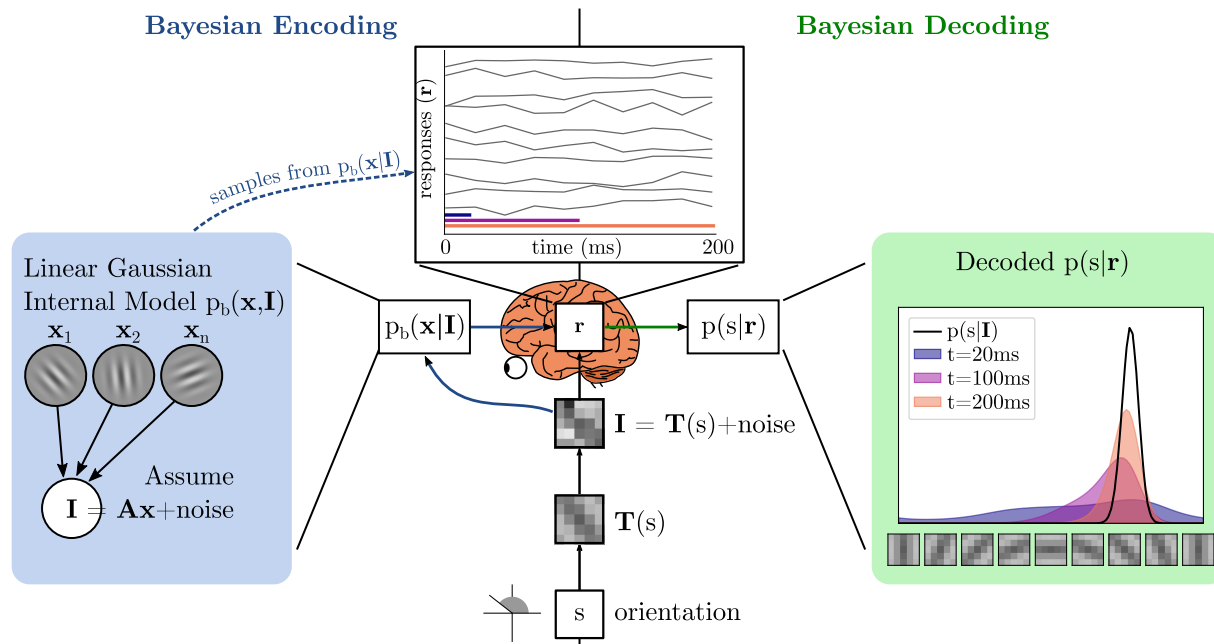 Bayesian Encoding
Bayesian Decoding
responses (r)
0
time (ms)
200
samples from p_b(x|I)
Linear Gaussian
Internal Model p_b(x,I)
x_1
x_2
x_n
Assume
I = Ax+noise
p_b(x|I)
r
p(s|r)
I = T(s)+noise
T(s)
s
orientation
Decoded p(s|r)
p(s|I)
t=20ms
t=100ms
t=200ms